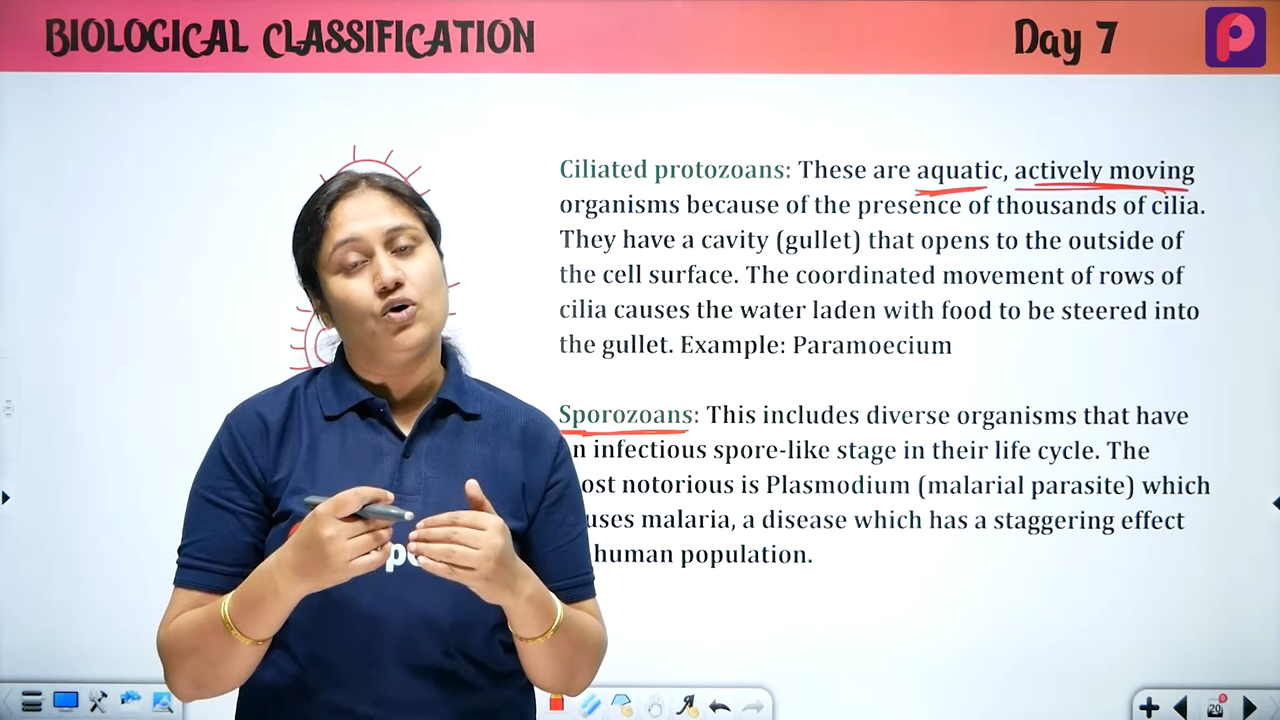 BIOLOGICAL CLASSIFICATION
Day 7
Ciliated protozoans: These are aquatic, actively moving
organisms because of the presence of thousands of cilia.
They have a cavity (gullet) that opens to the outside of
the cell surface. The coordinated movement of rows of
cilia causes the water laden with food to be steered into
the gullet. Example: Paramoecium
Sporozoans: This includes diverse organisms that have
infectious spore-like stage in their life cycle. The
notorious is Plasmodium (malarial parasite) which
malaria, a disease which has a staggering effect
human population.
20